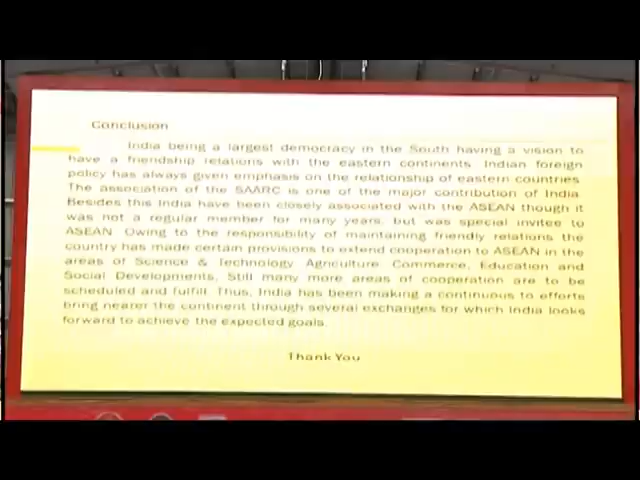 Conclusion
India being a largest democracy in the South having a vision to
have a friendship relations with the eastern continents. Indian foreign
policy has always given emphasis on the relationship of eastern countries.
The association of the SAARC is one of the major contribution of India.
Besides this India have been closely associated with the ASEAN though it
was not a regular member for many years, but was special invitee to
ASEAN. Owing to the responsibility of maintaining friendly relations the
country has made certain provisions to extend cooperation to ASEAN in the
areas of Science & Technology Agriculture, Commerce, Education and
Social Developments, Still many more areas of cooperation are to be
scheduled and fulfill. Thus, India has been making a continuous to efforts
bring nearer the continent through several exchanges for which India looks
forward to achieve the expected goals.
Thank You